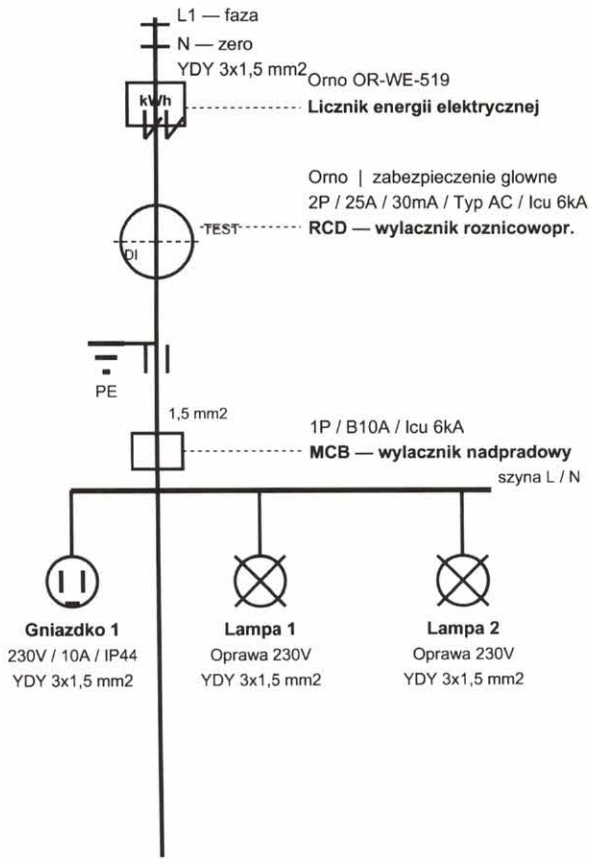 L1 — faza
N — zero
YDY 3x1,5 mm2
kWh
Orno OR-WE-519
Licznik energii elektrycznej
Orno | zabezpieczenie glowne
2P / 25A / 30mA / Typ AC / Icu 6kA
TEST
RCD — wylacznik roznicowopr.
DI
PE
1,5 mm2
1P / B10A / Icu 6kA
MCB — wylacznik nadpradowy
szyna L / N
Gniazdko 1
230V / 10A / IP44
YDY 3x1,5 mm2
Lampa 1
Oprawa 230V
YDY 3x1,5 mm2
Lampa 2
Oprawa 230V
YDY 3x1,5 mm2